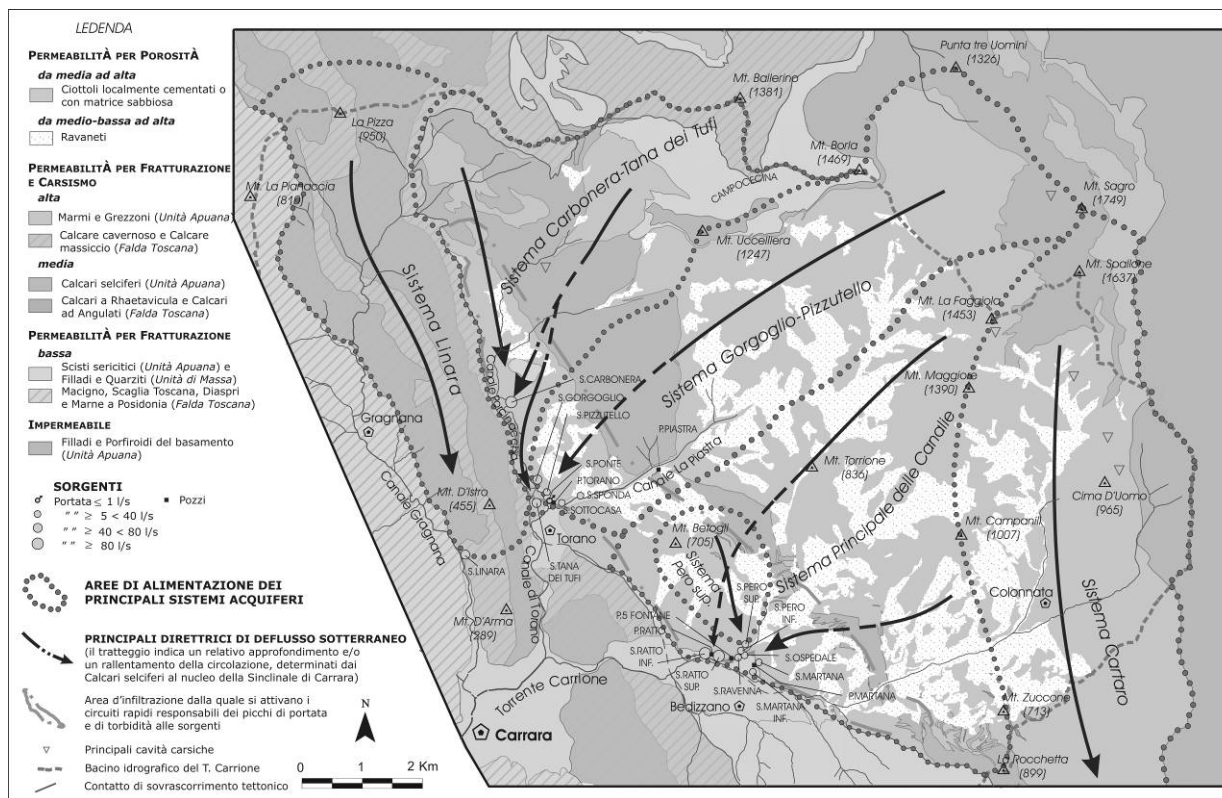 LEDENDA
PERMEABILITÀ PER POROSITÀ
da media ad alta
Ciottoli localmente cementati o
con matrice sabbiosa
da medio-bassa ad alta
Ravaneti
PERMEABILITÀ PER FRATTURAZIONE
E CARSISMO
alta
Marmi e Grezzoni (Unità Apuana)
Calcare cavernoso e Calcare
massiccio (Falda Toscana)
media
Calcari selciferi (Unità Apuana)
Calcari a Rhaetavicula e Calcari
ad Angulati (Falda Toscana)
PERMEABILITÀ PER FRATTURAZIONE
bassa
Scisti sericitici (Unità Apuana) e
Filladi e Quarziti (Unità di Massa)
Macigno, Scaglia Toscana, Diaspri
e Marne a Posidonia (Falda Toscana)
IMPERMEABILE
Filladi e Porfiroidi del basamento
(Unità Apuana)
SORGENTI
Portata ≤ 1 l/s
Pozzi
" " ≥ 5 < 40 l/s
" " ≥ 40 < 80 l/s
" " ≥ 80 l/s
AREE DI ALIMENTAZIONE DEI
PRINCIPALI SISTEMI ACQUIFERI
PRINCIPALI DIRETTRICI DI DEFLUSSO SOTTERRANEO
(il tratteggio indica un relativo approfondimento e/o
un rallentamento della circolazione, determinati dai
Calcari selciferi al nucleo della Sinclinale di Carrara)
Area d'infiltrazione dalla quale si attivano i
circuiti rapidi responsabili dei picchi di portata
e di torbidità alle sorgenti
Principali cavità carsiche
Bacino idrografico del T. Carrione
Contatto di sovrascorrimento tettonico
N
0 1 2 Km
Punta tre Uomini
(1326)
Mt. Ballerino
(1381)
La Pizza
(950)
Mt. Borla
(1469)
Mt. La Pianaccia
(810)
CAMPOCECINA
Mt. Sagro
(1749)
Mt. Uccelliera
(1247)
Mt. Spallone
(1637)
Mt. La Faggiola
(1453)
Sistema Carbonera-Tana dei Tufi
Sistema Linara
Sistema Gorgoglio-Pizzutello
Mt. Maggiore
(1390)
S.CARBONERA
S.GORGOGLIO
S.PIZZUTELLO
P.PIASTRA
Gragnana
S.PONTE
P.TORANO
O.S.SPONDA
S.SOTTOCASA
Canale La Piastra
Mt. Torrione
(836)
Sistema Principale delle Canalie
Cima D'Uomo
(965)
Mt. D'Istra
(455)
Canale Gragnana
Torano
Mt. Betogli
(705)
Mt. Campanili
(1007)
S.LINARA
S.TANA
DEI TUFI
Canale di Torano
Sistema
Pero sup.
S.PERO
SUP.
S.PERO
INF.
Colonnata
Sistema Cartaro
Mt. D'Arma
(289)
P.5 FONTANE
P.RATTO
S.RATTO
INF.
S.OSPEDALE
S.MARTANA
S.RATTO
SUP.
S.RAVENNA
P.MARTANA
Bedizzano
S.MARTANA
INF.
Torrente Carrione
Mt. Zuccone
(713)
Carrara
La Rocchetta
(899)